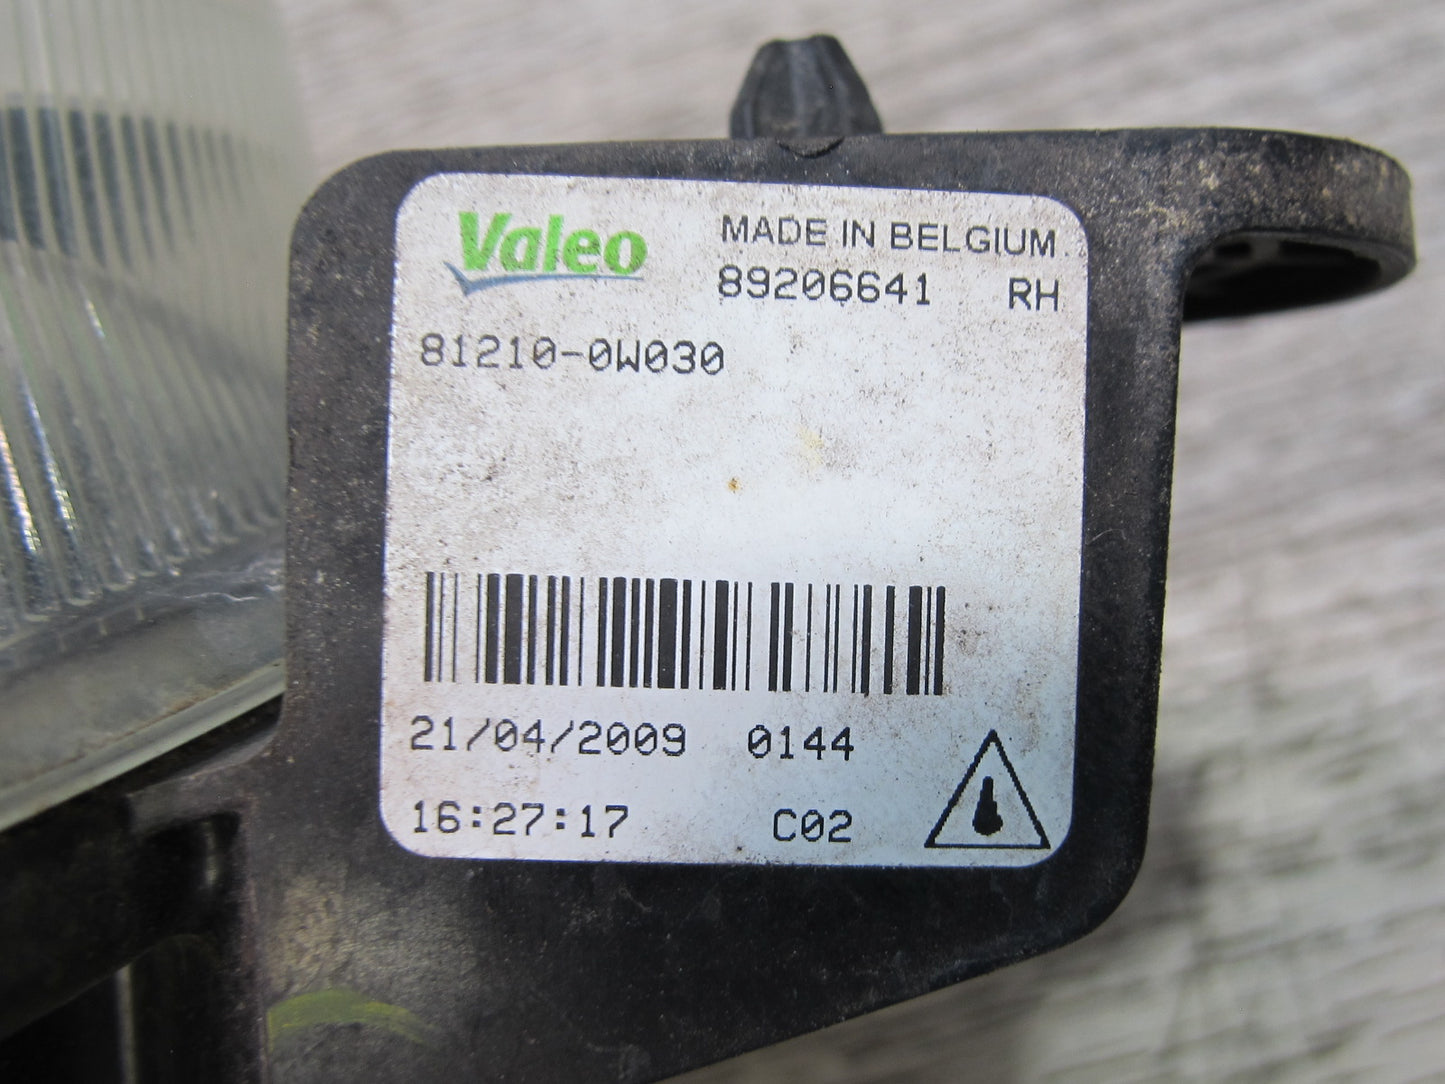 Valeo
MADE IN BELGIUM
89206641 RH
81210-0W030
21/04/2009 0144
16:27:17 C02